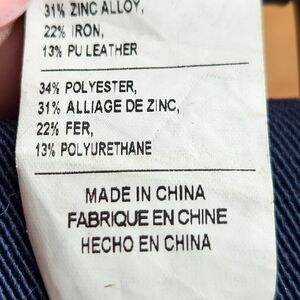 31% ZINC ALLOY,
22% IRON,
13% PU LEATHER
34% POLYESTER,
31% ALLIAGE DE ZINC,
22% FER,
13% POLYURETHANE
MADE IN CHINA
FABRIQUE EN CHINE
HECHO EN CHINA